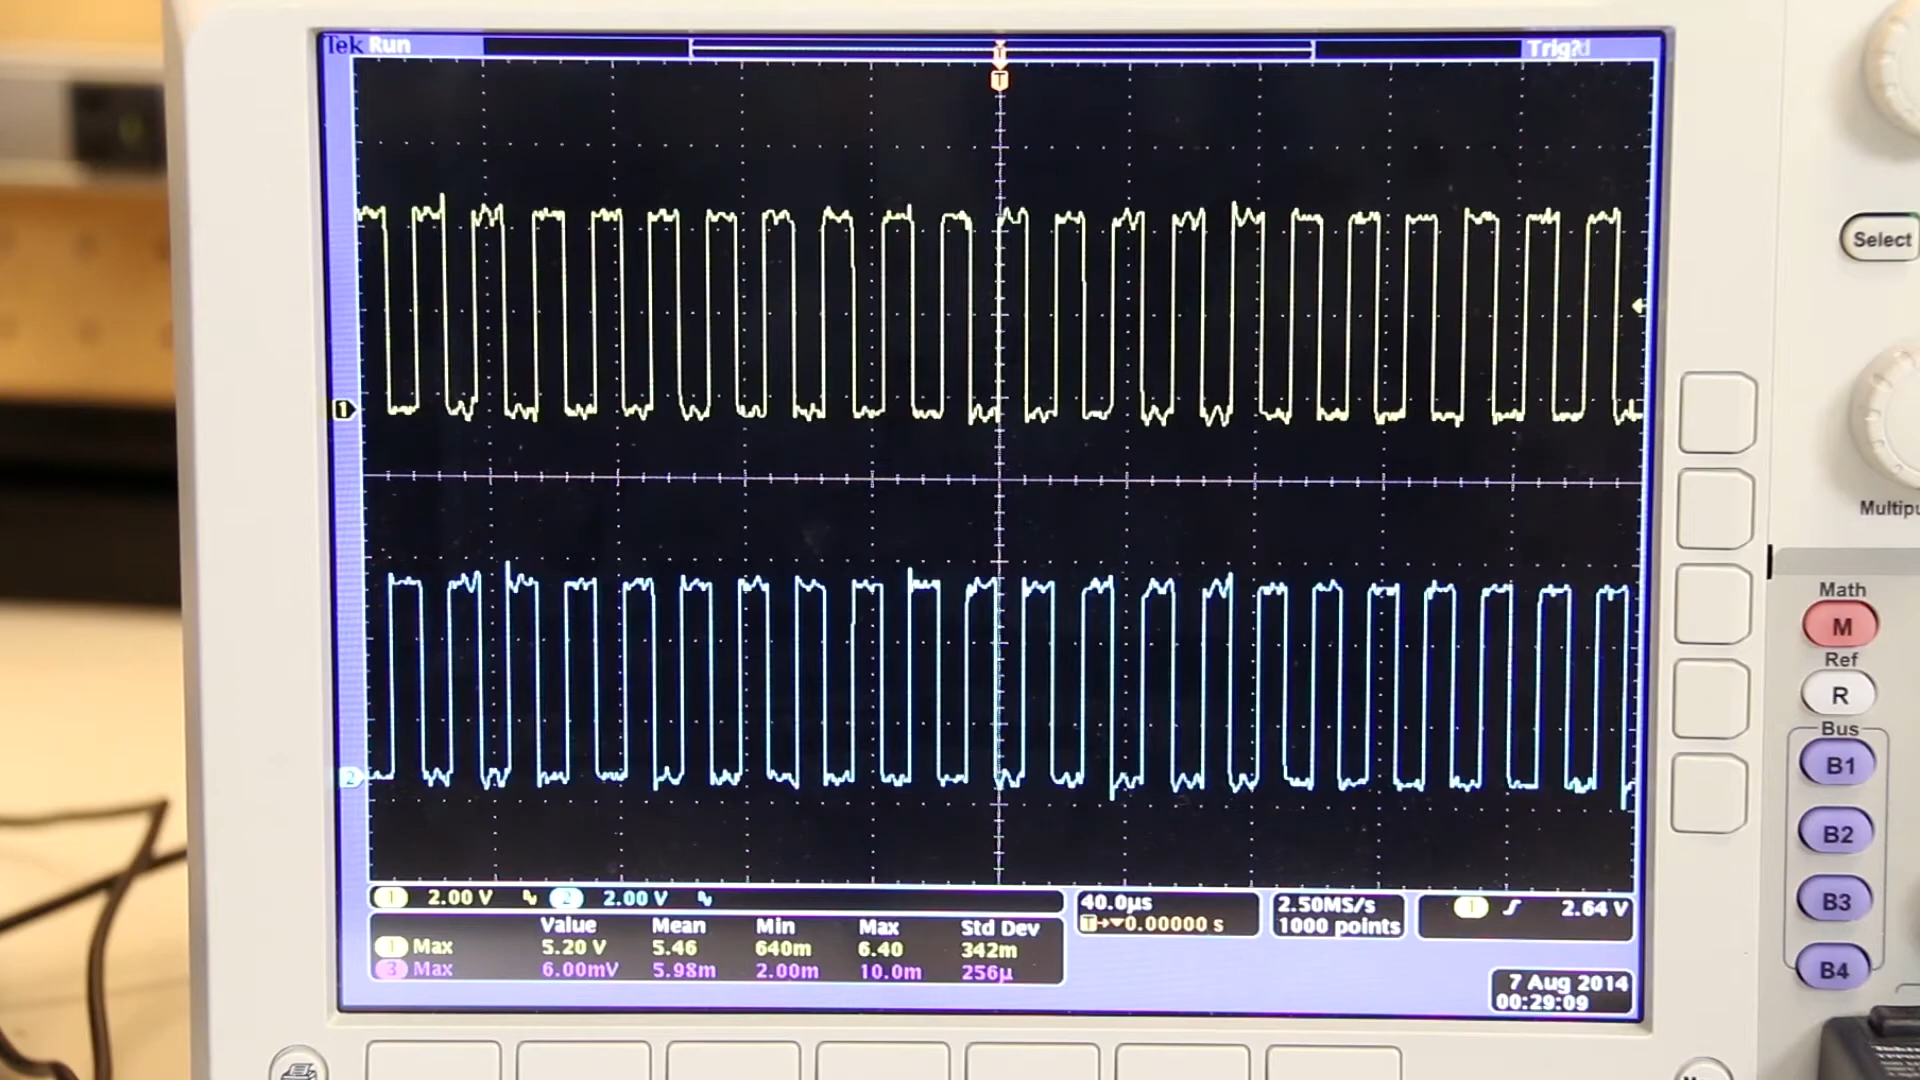 Tek Run Trig?d
T
T
1
2
1 2.00 V 2 2.00 V
Value Mean Min Max Std Dev
1 Max 5.20 V 5.46 640m 6.40 342m
3 Max 6.00mV 5.98m 2.00m 10.0m 256µ
40.0µs
T→▼0.00000 s
2.50MS/s
1000 points
1 2.64 V
7 Aug 2014
00:29:09
Select
Multipu
Math
M
Ref
R
Bus
B1
B2
B3
B4